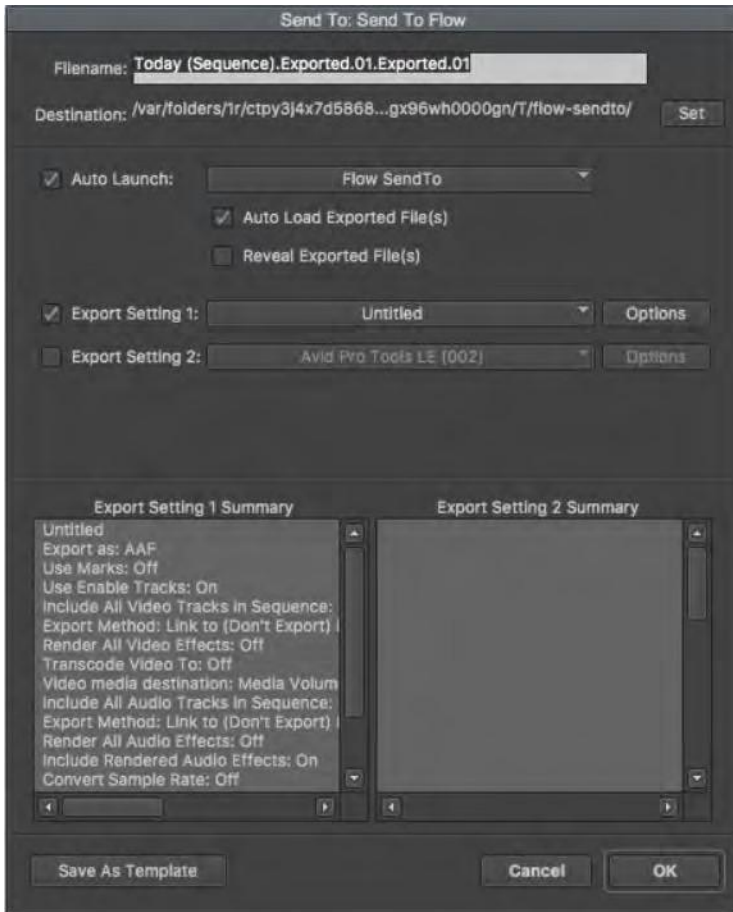 Send To: Send To Flow
Filename: Today (Sequence).Exported.01.Exported.01
Destination: /var/folders/1r/ctpy3j4x7d5868...gx96wh0000gn/T/flow-sendto/ Set
Auto Launch: Flow SendTo
Auto Load Exported File(s)
Reveal Exported File(s)
Export Setting 1: Untitled Options
Export Setting 2: Avid Pro Tools LE (002) Options
Export Setting 1 Summary
Untitled
Export as: AAF
Use Marks: Off
Use Enable Tracks: On
Include All Video Tracks in Sequence:
Export Method: Link to (Don't Export)
Render All Video Effects: Off
Transcode Video To: Off
Video media destination: Media Volum
Include All Audio Tracks in Sequence:
Export Method: Link to (Don't Export)
Render All Audio Effects: Off
Include Rendered Audio Effects: On
Convert Sample Rate: Off
Export Setting 2 Summary
Save As Template Cancel OK